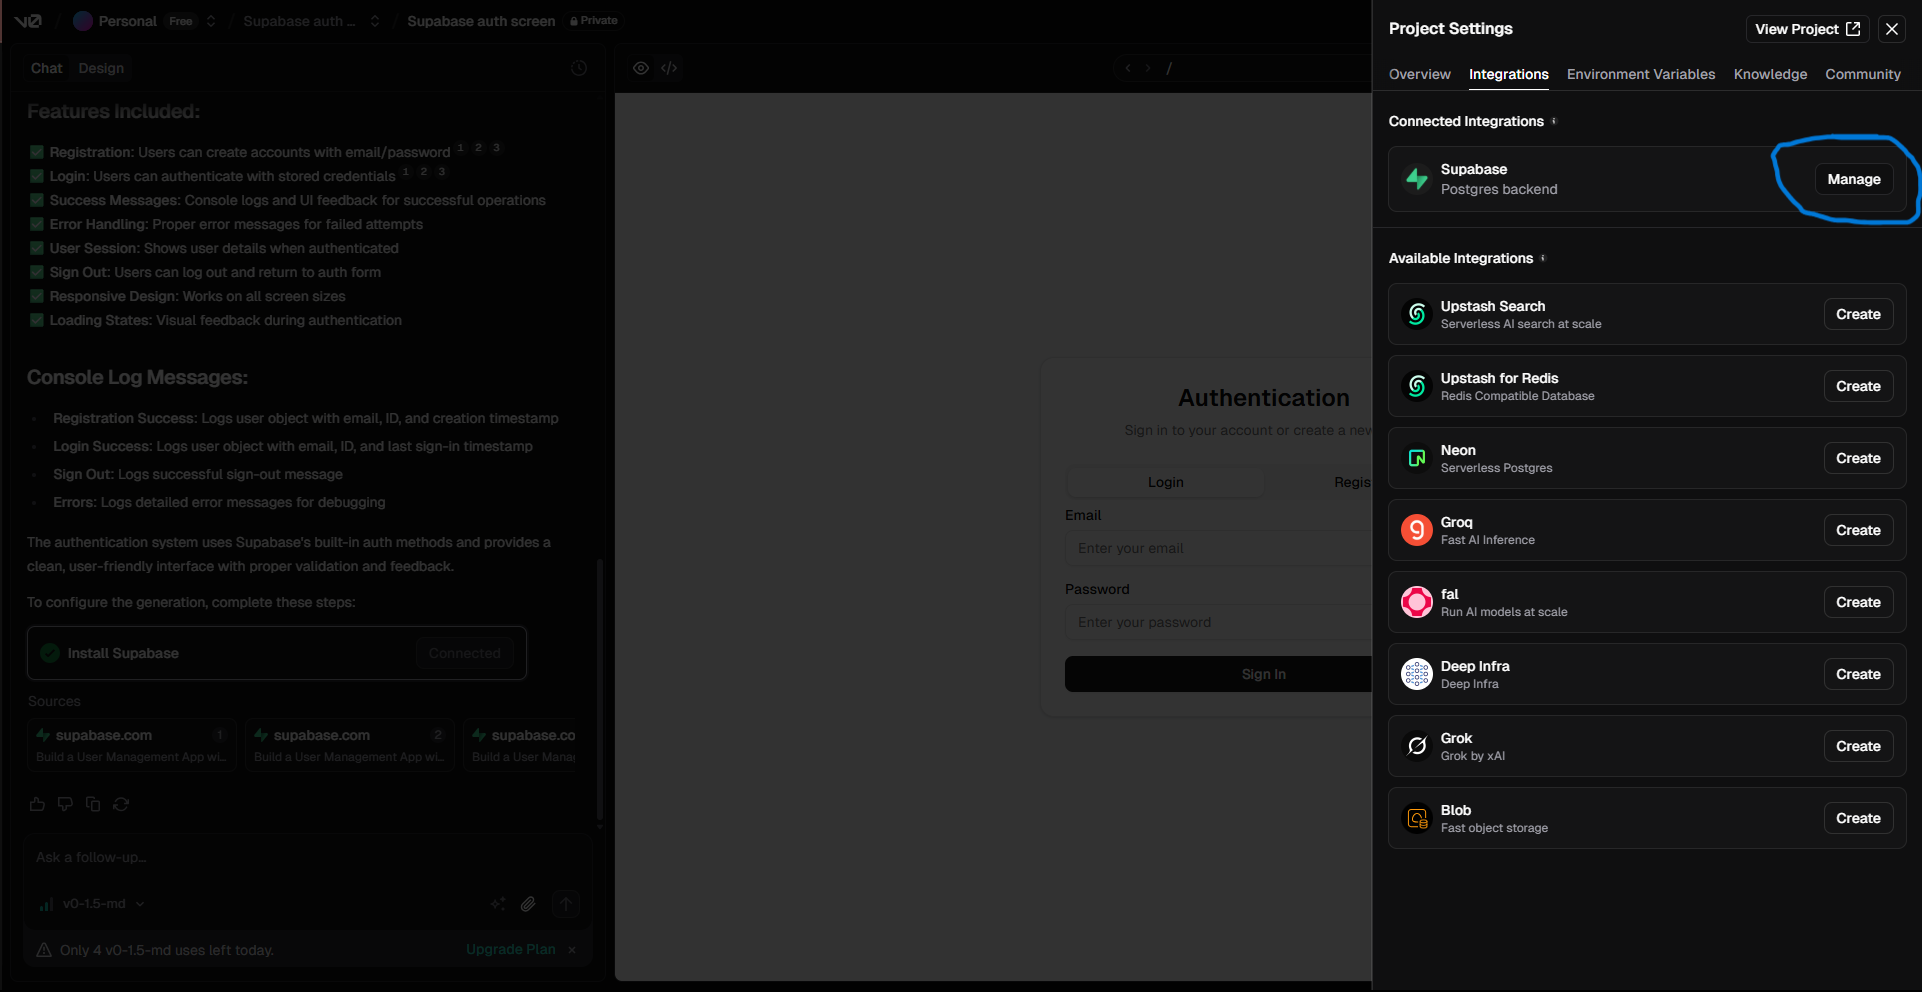 v0
Personal Free
Supabase auth ...
Supabase auth screen
Private
Chat
Design
Features Included:
Registration: Users can create accounts with email/password 1 2 3
Login: Users can authenticate with stored credentials 1 2 3
Success Messages: Console logs and UI feedback for successful operations
Error Handling: Proper error messages for failed attempts
User Session: Shows user details when authenticated
Sign Out: Users can log out and return to auth form
Responsive Design: Works on all screen sizes
Loading States: Visual feedback during authentication
Console Log Messages:
Registration Success: Logs user object with email, ID, and creation timestamp
Login Success: Logs user object with email, ID, and last sign-in timestamp
Sign Out: Logs successful sign-out message
Errors: Logs detailed error messages for debugging
The authentication system uses Supabase's built-in auth methods and provides a
clean, user-friendly interface with proper validation and feedback.
To configure the generation, complete these steps:
Install Supabase
Connected
Sources
supabase.com 1
Build a User Management App wi...
supabase.com 2
Build a User Management App wi...
supabase.co
Build a User Manag
Ask a follow-up...
v0-1.5-md
Only 4 v0-1.5-md uses left today.
Upgrade Plan
/
Authentication
Sign in to your account or create a new
Login
Regis
Email
Enter your email
Password
Enter your password
Sign In
Project Settings
View Project
Overview
Integrations
Environment Variables
Knowledge
Community
Connected Integrations
Supabase
Postgres backend
Manage
Available Integrations
Upstash Search
Serverless AI search at scale
Create
Upstash for Redis
Redis Compatible Database
Create
Neon
Serverless Postgres
Create
Groq
Fast AI Inference
Create
fal
Run AI models at scale
Create
Deep Infra
Deep Infra
Create
Grok
Grok by xAI
Create
Blob
Fast object storage
Create